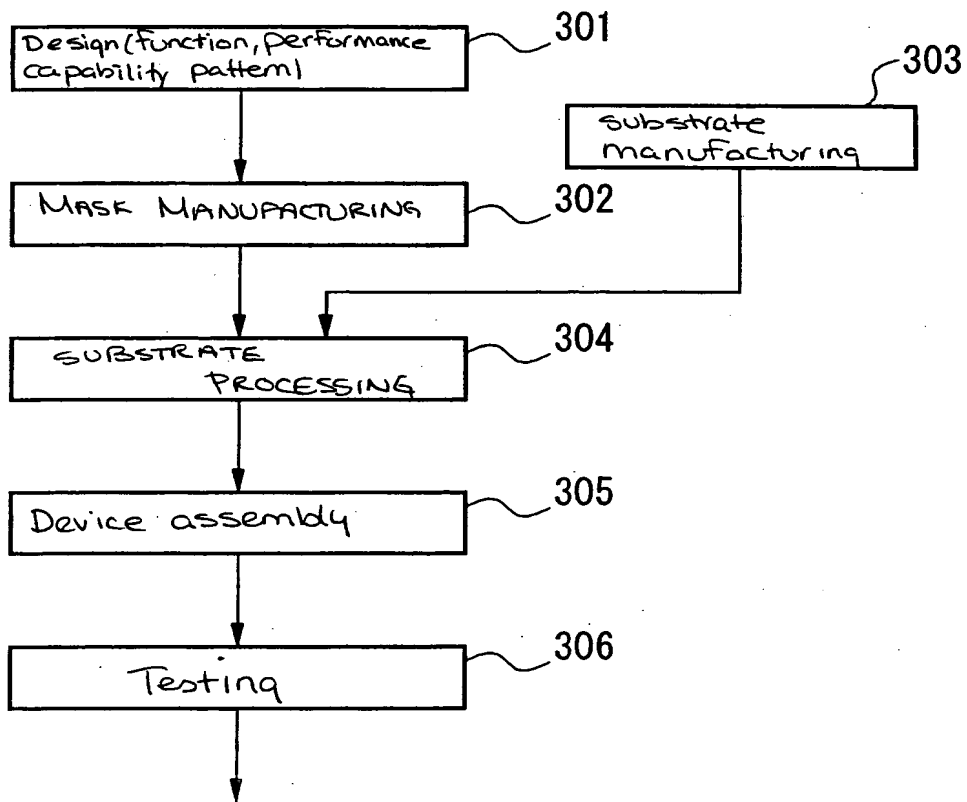 Design(function, performance
capability pattern)
301
303
substrate
manufacturing
MASK MANUFACTURING
302
SUBSTRATE
PROCESSING
304
Device assembly
305
Testing
306